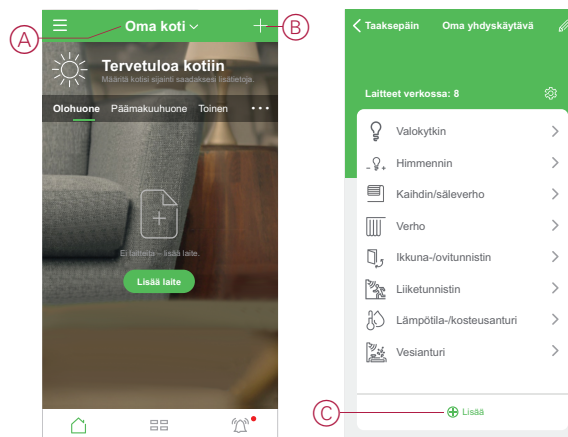 A
Oma koti
B
Tervetuloa kotiin
Määritä kotisi sijainti saadaksesi lisätietoja.
Olohuone Päämakuuhuone Toinen
Ei laitteita – lisää laite.
Lisää laite
Taaksepäin Oma yhdyskäytävä
Laitteet verkossa: 8
Valokytkin
Himmennin
Kaihdin/säleverho
Verho
Ikkuna-/ovitunnistin
Liiketunnistin
Lämpötila-/kosteusanturi
Vesianturi
C
Lisää